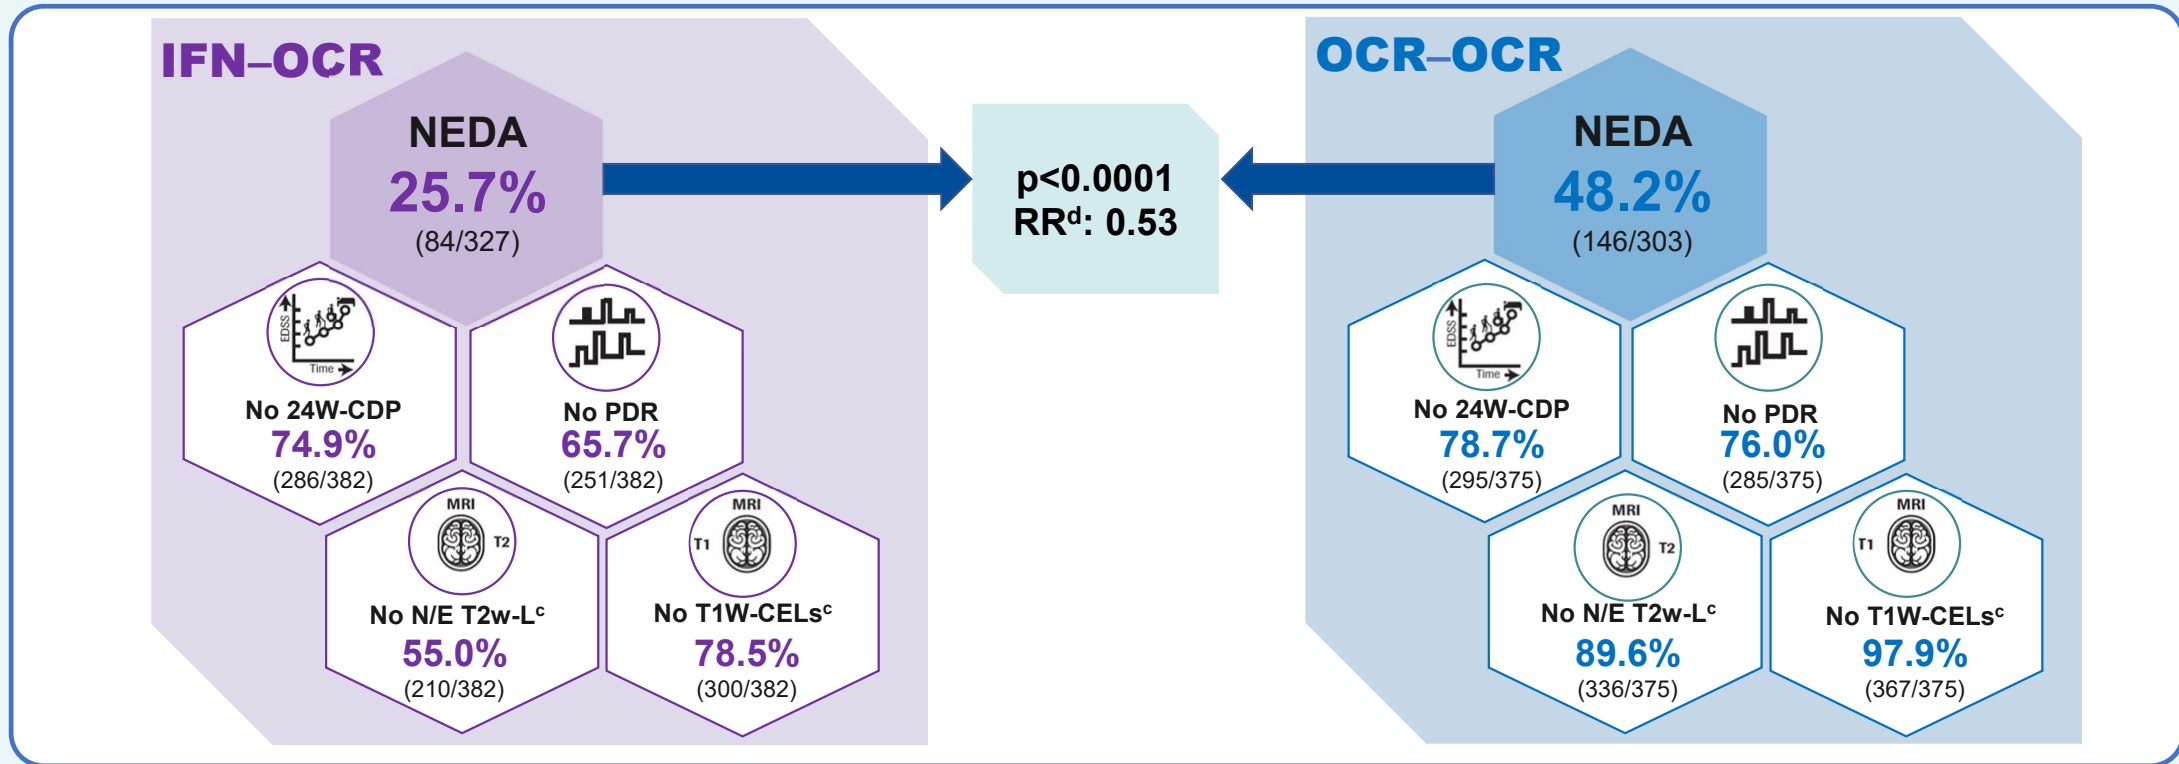 IFN–OCR
NEDA
25.7%
(84/327)
EDSS
Time
No 24W-CDP
74.9%
(286/382)
No PDR
65.7%
(251/382)
MRI
T2
No N/E T2w-Lᶜ
55.0%
(210/382)
MRI
T1
No T1W-CELsᶜ
78.5%
(300/382)
p<0.0001
RRᵈ: 0.53
OCR–OCR
NEDA
48.2%
(146/303)
EDSS
Time
No 24W-CDP
78.7%
(295/375)
No PDR
76.0%
(285/375)
MRI
T2
No N/E T2w-Lᶜ
89.6%
(336/375)
MRI
T1
No T1W-CELsᶜ
97.9%
(367/375)